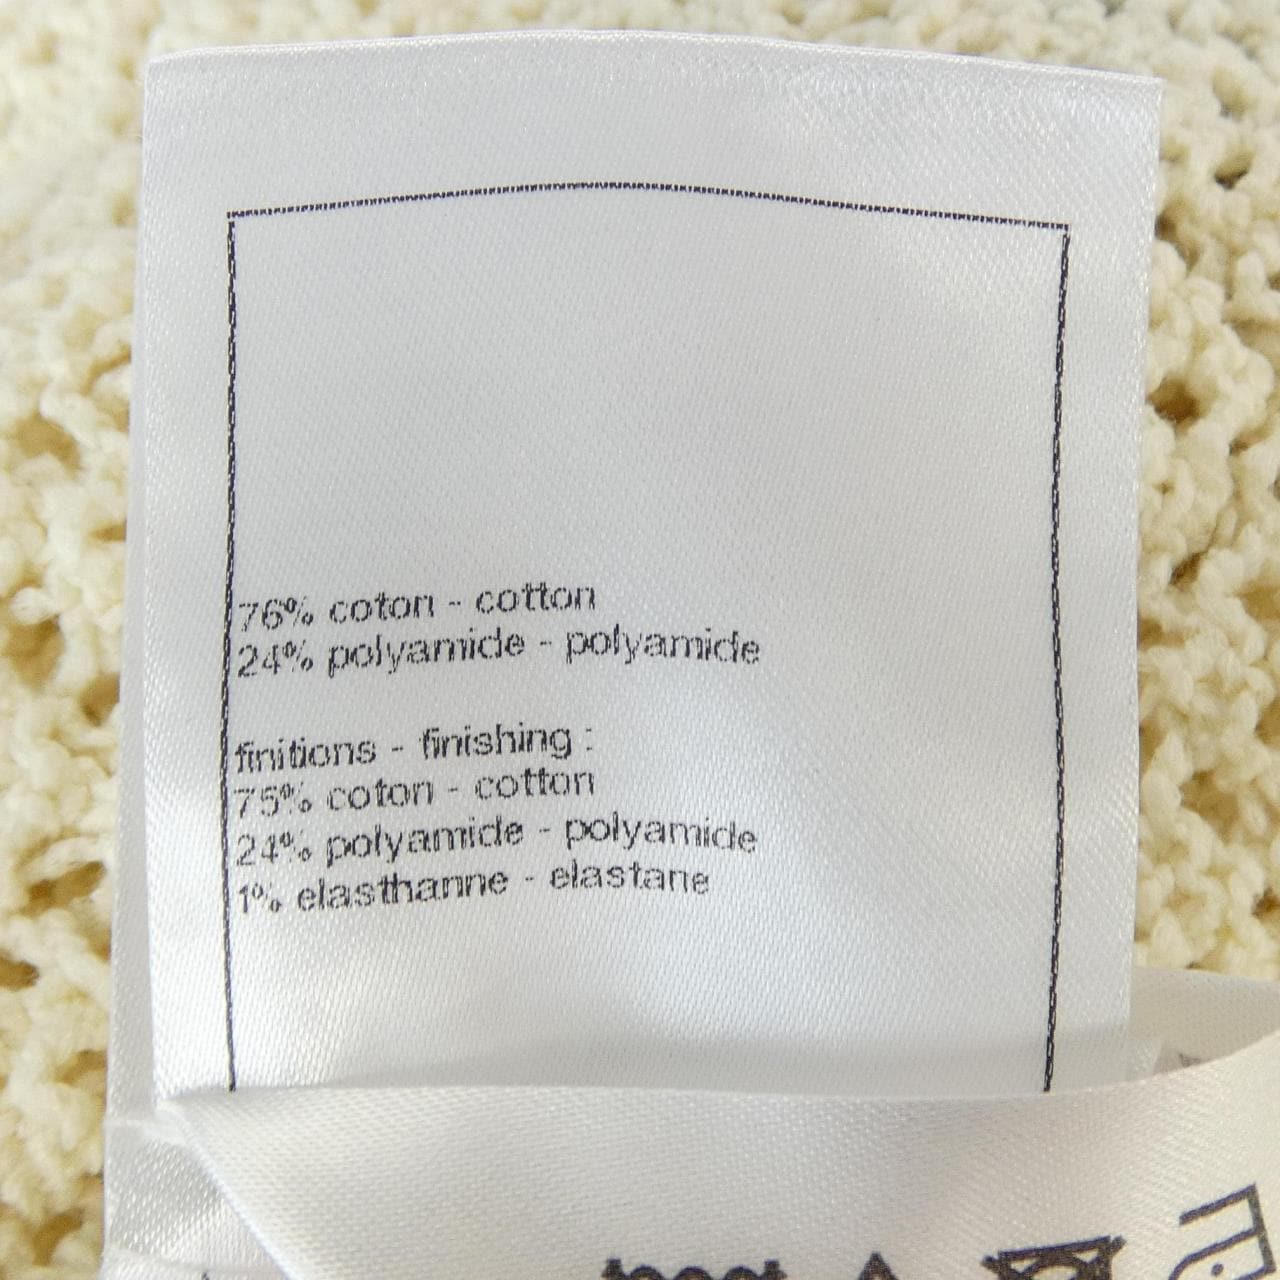 76% coton - cotton
24% polyamide - polyamide
finitions - finishing :
75% coton - cotton
24% polyamide - polyamide
1% elasthanne - elastane